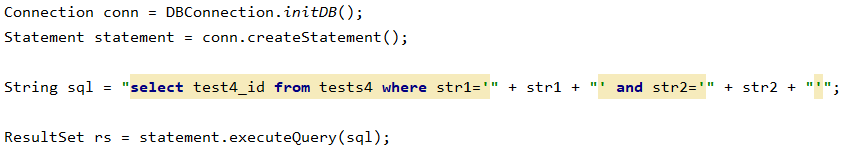 Connection conn = DBConnection.initDB();
Statement statement = conn.createStatement();
String sql = "select test4_id from tests4 where str1='" + str1 + "' and str2='" + str2 + "'";
ResultSet rs = statement.executeQuery(sql);